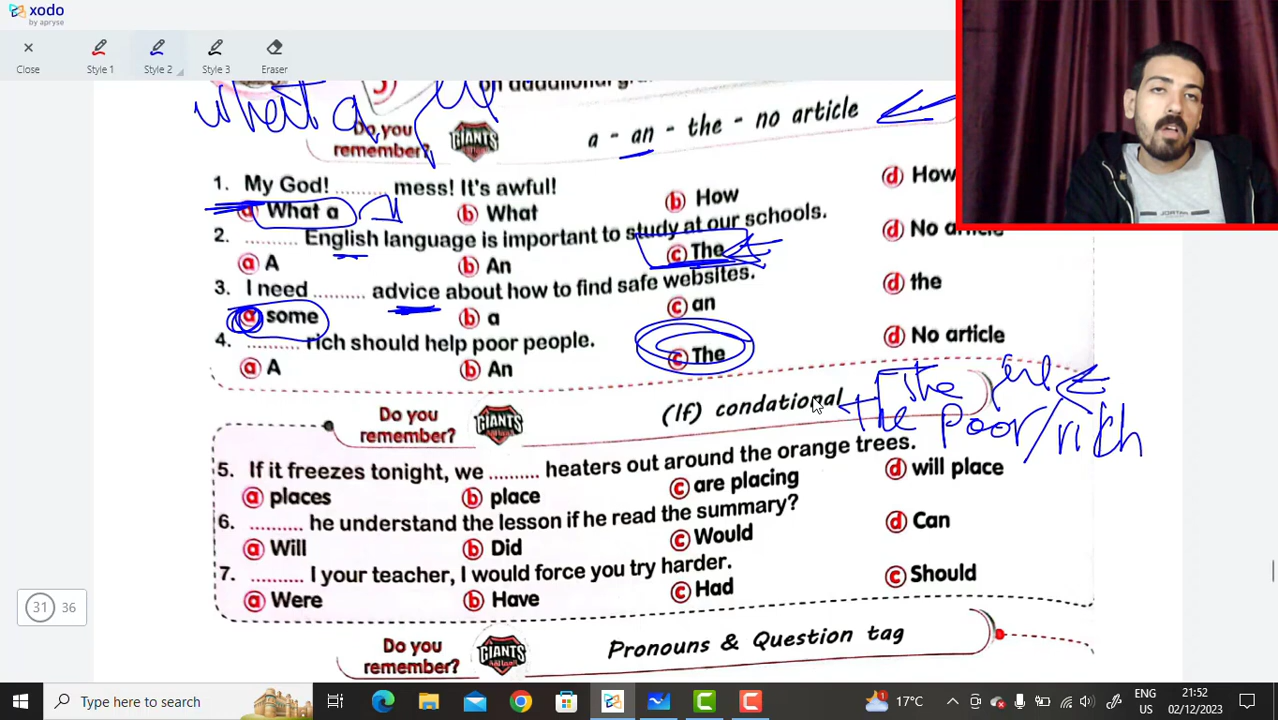 xodo
by apryse
Close
Style 1
Style 2
Style 3
Eraser
what a
on additional
Do you remember?
GIANTS
a - an - the - no article
1. My God! .......... mess! It's awful!
a What a
b What
b How
d How
2. .......... English language is important to study at our schools.
a A
b An
c The
d No article
3. I need .......... advice about how to find safe websites.
a some
b a
c an
d the
4. .......... rich should help poor people.
a A
b An
c The
d No article
the
the poor/rich
Do you remember?
GIANTS
(If) condational
5. If it freezes tonight, we .......... heaters out around the orange trees.
a places
b place
c are placing
d will place
6. .......... he understand the lesson if he read the summary?
a Will
b Did
c Would
d Can
7. .......... I your teacher, I would force you try harder.
a Were
b Have
c Had
c Should
Do you remember?
GIANTS
Pronouns & Question tag
31 36
JORTAN
Type here to search
17°C
ENG
US
21:52
02/12/2023